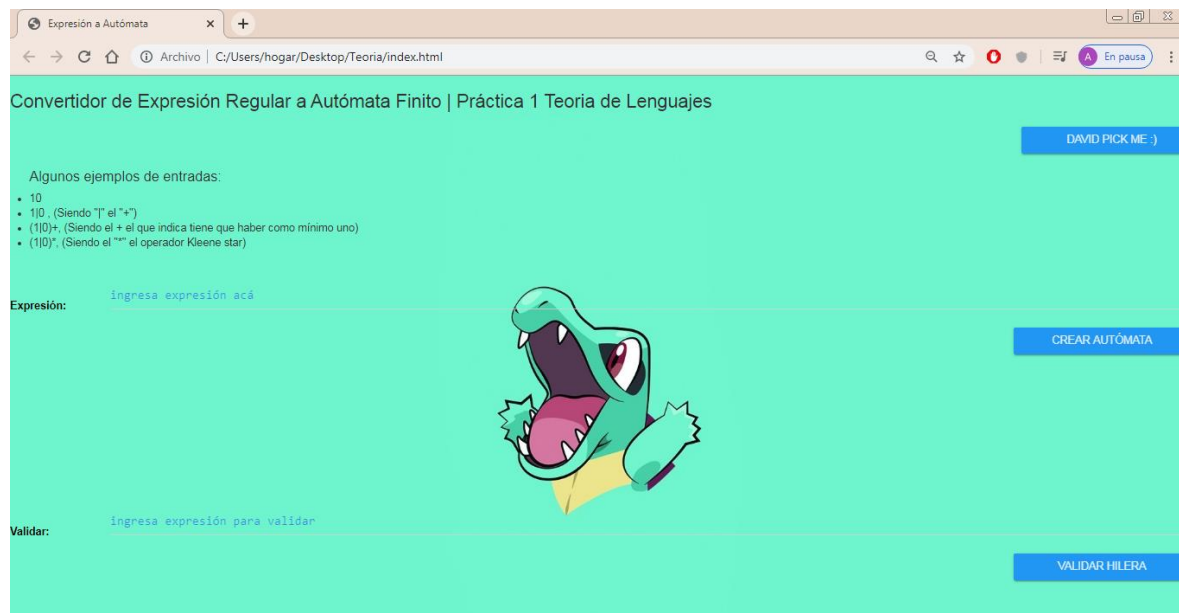 Expresión a Autómata
Archivo | C:/Users/hogar/Desktop/Teoria/index.html
A En pausa
Convertidor de Expresión Regular a Autómata Finito | Práctica 1 Teoria de Lenguajes
DAVID PICK ME :)
Algunos ejemplos de entradas:
• 10
• 1|0 , (Siendo "|" el "+")
• (1|0)+, (Siendo el + el que indica tiene que haber como mínimo uno)
• (1|0)*, (Siendo el "*" el operador Kleene star)
Expresión: ingresa expresión acá
CREAR AUTÓMATA
Validar: ingresa expresión para validar
VALIDAR HILERA